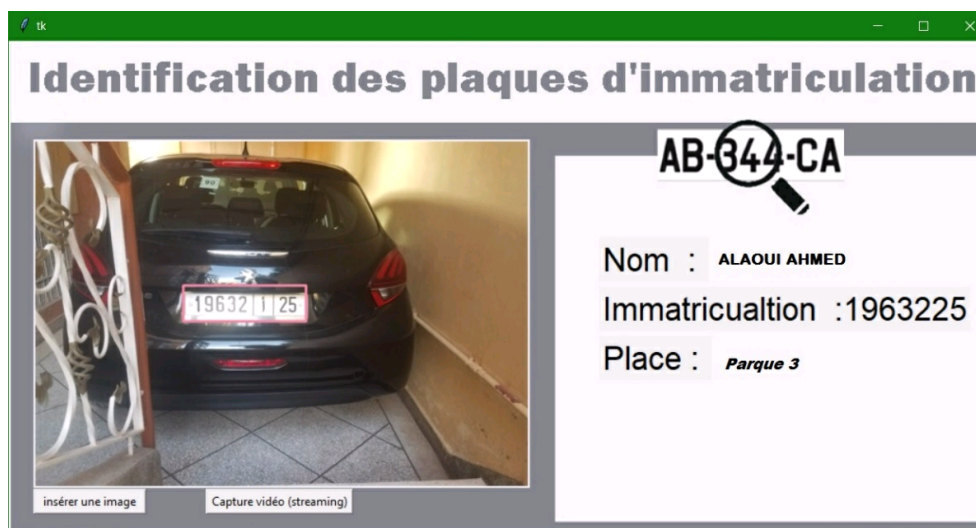 tk
Identification des plaques d'immatriculation
AB-344-CA
90
19632 1 25
Nom : ALAOUI AHMED
Immatricualtion :1963225
Place : Parque 3
insérer une image
Capture vidéo (streaming)